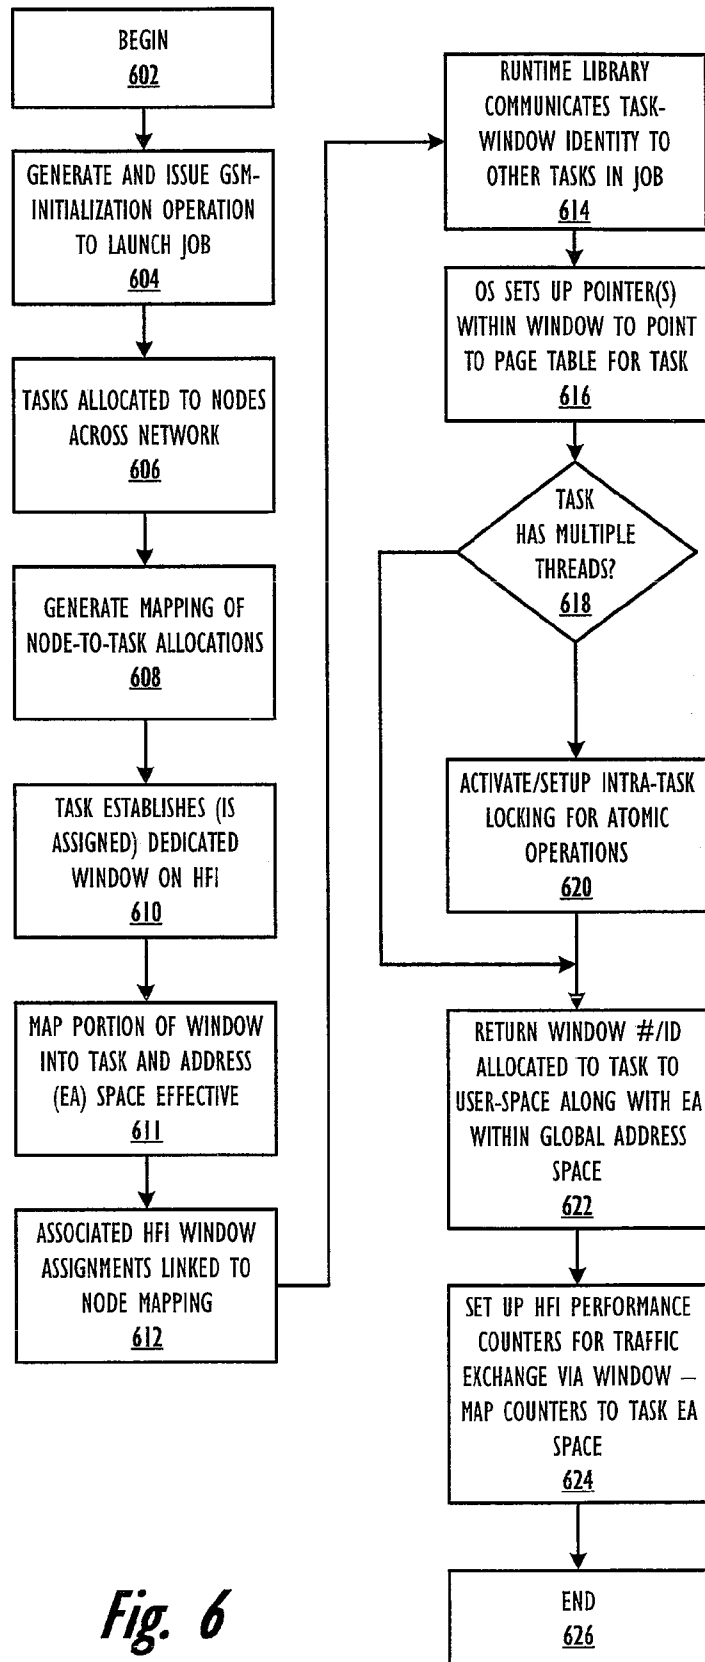 BEGIN
602
GENERATE AND ISSUE GSM-
INITIALIZATION OPERATION
TO LAUNCH JOB
604
TASKS ALLOCATED TO NODES
ACROSS NETWORK
606
GENERATE MAPPING OF
NODE-TO-TASK ALLOCATIONS
608
TASK ESTABLISHES (IS
ASSIGNED) DEDICATED
WINDOW ON HFI
610
MAP PORTION OF WINDOW
INTO TASK AND ADDRESS
(EA) SPACE EFFECTIVE
611
ASSOCIATED HFI WINDOW
ASSIGNMENTS LINKED TO
NODE MAPPING
612
RUNTIME LIBRARY
COMMUNICATES TASK-
WINDOW IDENTITY TO
OTHER TASKS IN JOB
614
OS SETS UP POINTER(S)
WITHIN WINDOW TO POINT
TO PAGE TABLE FOR TASK
616
TASK
HAS MULTIPLE
THREADS?
618
ACTIVATE/SETUP INTRA-TASK
LOCKING FOR ATOMIC
OPERATIONS
620
RETURN WINDOW #/ID
ALLOCATED TO TASK TO
USER-SPACE ALONG WITH EA
WITHIN GLOBAL ADDRESS
SPACE
622
SET UP HFI PERFORMANCE
COUNTERS FOR TRAFFIC
EXCHANGE VIA WINDOW –
MAP COUNTERS TO TASK EA
SPACE
624
END
626
Fig. 6